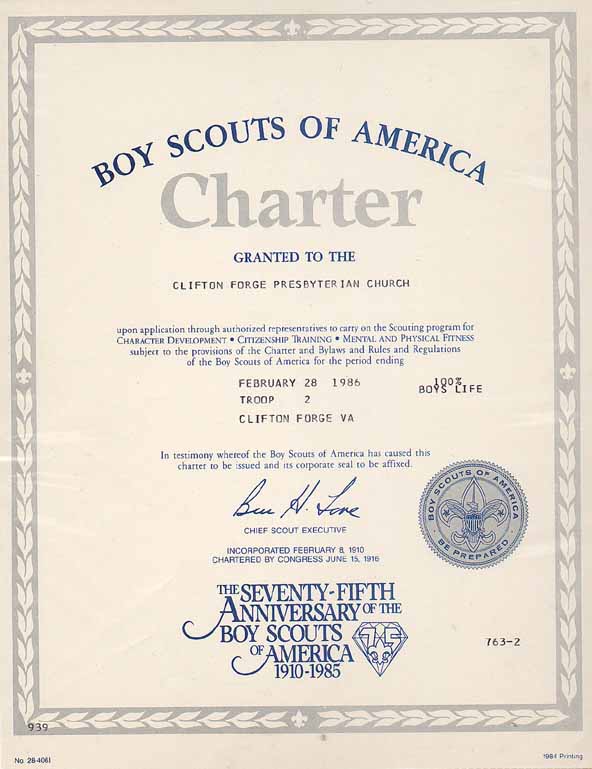 BOY SCOUTS OF AMERICA
Charter
GRANTED TO THE
CLIFTON FORGE PRESBYTERIAN CHURCH
upon application through authorized representatives to carry on the Scouting program for
CHARACTER DEVELOPMENT • CITIZENSHIP TRAINING • MENTAL AND PHYSICAL FITNESS
subject to the provisions of the Charter and Bylaws and Rules and Regulations
of the Boy Scouts of America for the period ending
FEBRUARY 28 1986
100%
BOYS LIFE
TROOP 2
CLIFTON FORGE VA
In testimony whereof the Boy Scouts of America has caused this
charter to be issued and its corporate seal to be affixed.
Ben H. Love
CHIEF SCOUT EXECUTIVE
BOY SCOUTS OF AMERICA
BE PREPARED
INCORPORATED FEBRUARY 8, 1910
CHARTERED BY CONGRESS JUNE 15, 1916
THE SEVENTY-FIFTH
ANNIVERSARY OF THE
BOY SCOUTS
OF AMERICA
1910-1985
75
763-2
939
No. 28-4061
1984 Printing